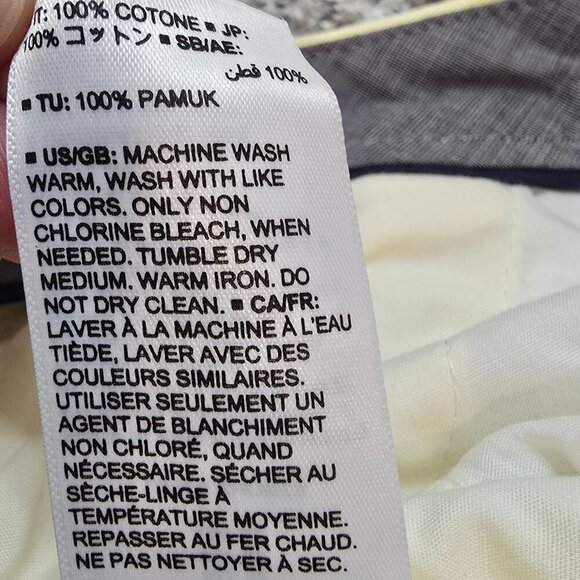 IT: 100% COTONE ■ JP:
100% コットン ■ SB/AE:
100% قطن
■ TU: 100% PAMUK
■ US/GB: MACHINE WASH
WARM, WASH WITH LIKE
COLORS. ONLY NON
CHLORINE BLEACH, WHEN
NEEDED. TUMBLE DRY
MEDIUM. WARM IRON. DO
NOT DRY CLEAN. ■ CA/FR:
LAVER À LA MACHINE À L'EAU
TIÈDE, LAVER AVEC DES
COULEURS SIMILAIRES.
UTILISER SEULEMENT UN
AGENT DE BLANCHIMENT
NON CHLORÉ, QUAND
NÉCESSAIRE. SÉCHER AU
SÈCHE-LINGE À
TEMPÉRATURE MOYENNE.
REPASSER AU FER CHAUD.
NE PAS NETTOYER À SEC.